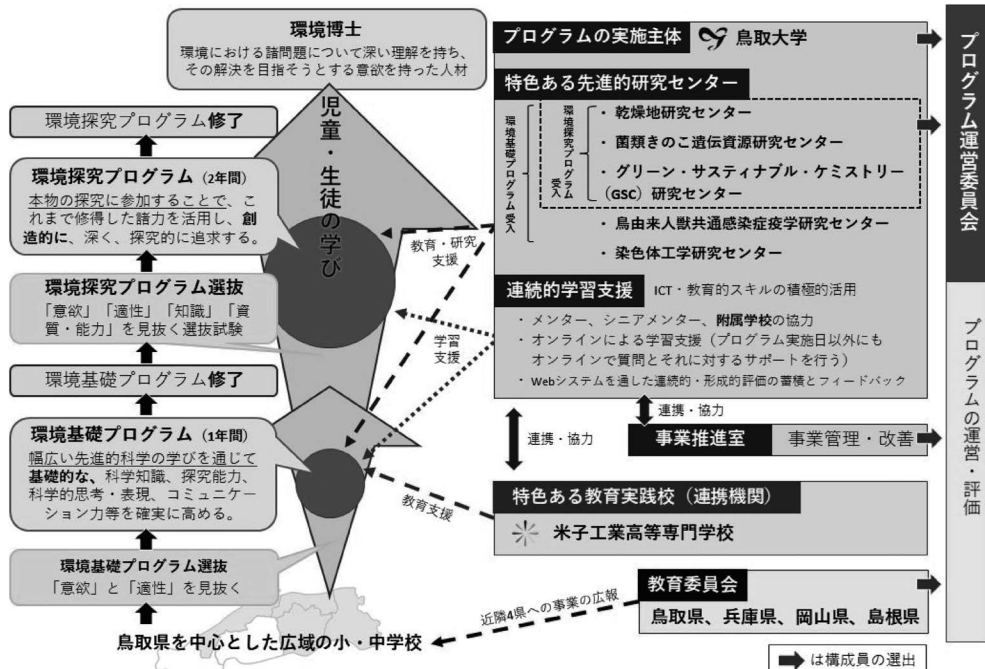 環境博士
環境における諸問題について深い理解を持ち、
その解決を目指そうとする意欲を持った人材
児童・生徒の学び
環境探究プログラム修了
環境探究プログラム（2年間）
本物の探究に参加することで、こ
れまで修得した諸力を活用し、創
造的に、深く、探究的に追求する。
環境探究プログラム選抜
「意欲」「適性」「知識」「資
質・能力」を見抜く選抜試験
環境基礎プログラム修了
環境基礎プログラム（1年間）
幅広い先進的科学の学びを通じて
基礎的な、科学知識、探究能力、
科学的思考・表現、コミュニケー
ション力等を確実に高める。
環境基礎プログラム選抜
「意欲」と「適性」を見抜く
鳥取県を中心とした広域の小・中学校
教育・研究
支援
学習
支援
教育支援
近隣4県への事業の広報
プログラムの実施主体
鳥取大学
特色ある先進的研究センター
環境基礎プログラム受入
環境探究プログラム
受入
・乾燥地研究センター
・菌類きのこ遺伝資源研究センター
・グリーン・サスティナブル・ケミストリー
（GSC）研究センター
・鳥由来人獣共通感染症疫学研究センター
・染色体工学研究センター
連続的学習支援
ICT・教育的スキルの積極的活用
・メンター、シニアメンター、附属学校の協力
・オンラインによる学習支援（プログラム実施日以外にも
オンラインで質問とそれに対するサポートを行う）
・Webシステムを通した連続的・形成的評価の蓄積とフィードバック
連携・協力
連携・協力
事業推進室
事業管理・改善
特色ある教育実践校（連携機関）
米子工業高等専門学校
教育委員会
鳥取県、兵庫県、岡山県、島根県
は構成員の選出
プログラム運営委員会
プログラムの運営・評価